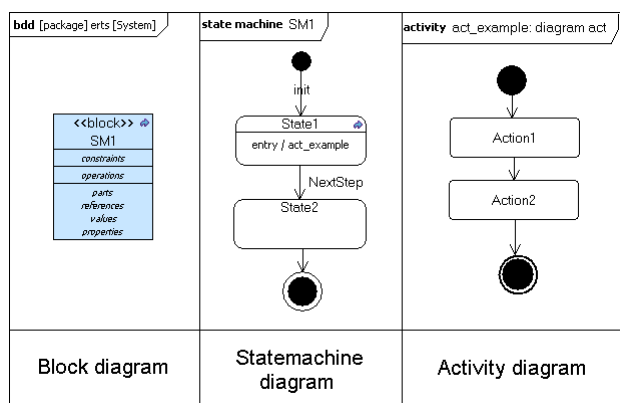 bdd [package] erts [System]
<<block>>
SM1
constraints
operations
parts
references
values
properties
state machine SM1
init
State1
entry / act_example
NextStep
State2
activity act_example: diagram act
Action1
Action2
Block diagram
Statemachine
diagram
Activity diagram